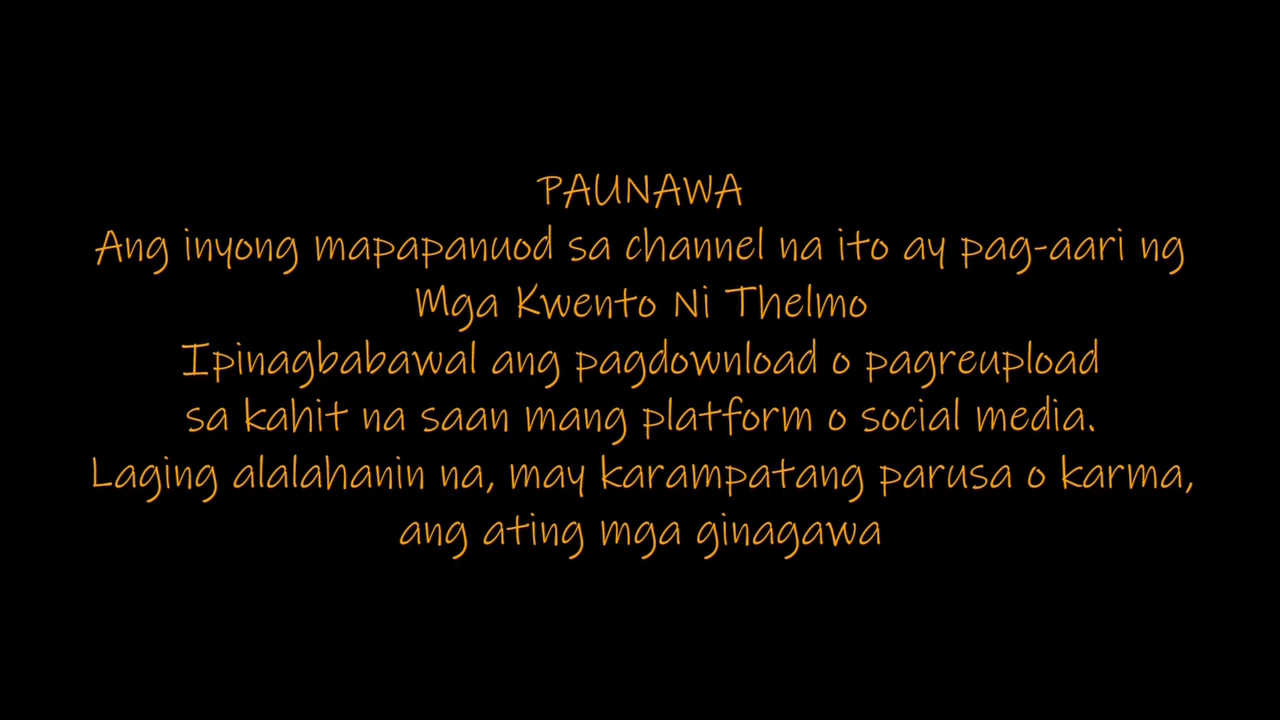 PAUNAWA
Ang inyong mapapanuod sa channel na ito ay pag-aari ng
Mga Kwento Ni Thelmo
Ipinagbabawal ang pagdownload o pagreupload
sa kahit na saan mang platform o social media.
Laging alalahanin na, may karampatang parusa o karma,
ang ating mga ginagawa